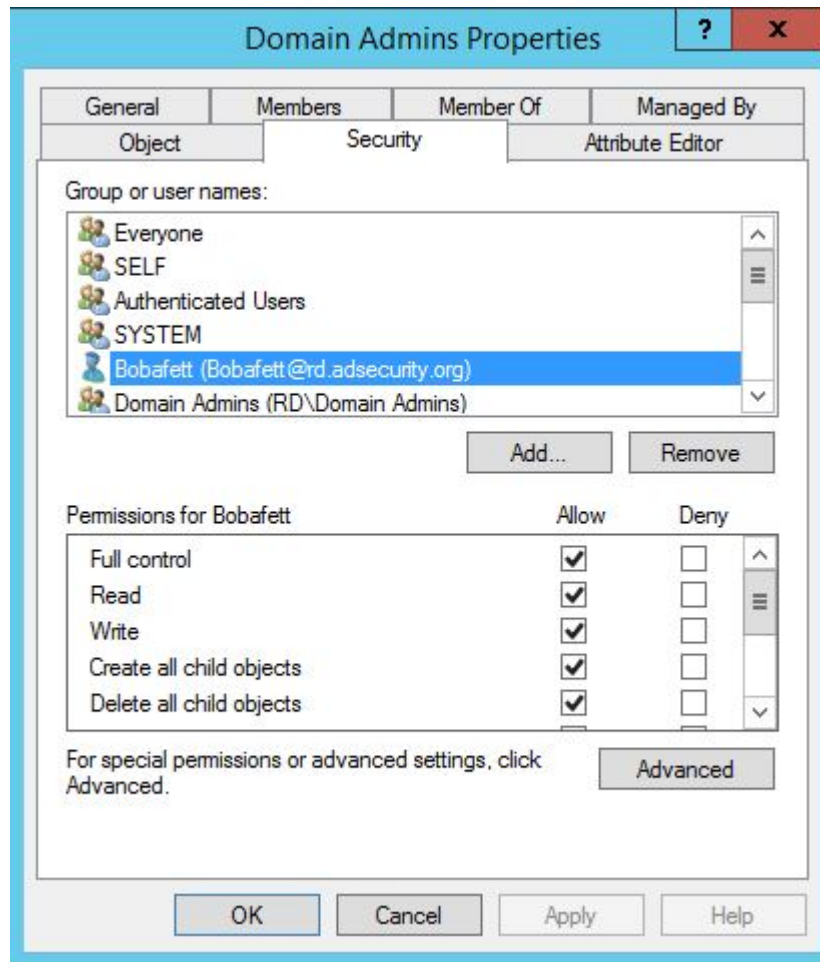 Domain Admins Properties
?
x
General Members Member Of Managed By
Object Security Attribute Editor
Group or user names:
Everyone
SELF
Authenticated Users
SYSTEM
Bobafett (Bobafett@rd.adsecurity.org)
Domain Admins (RD\Domain Admins)
Add... Remove
Permissions for Bobafett Allow Deny
Full control
Read
Write
Create all child objects
Delete all child objects
For special permissions or advanced settings, click
Advanced.
Advanced
OK Cancel Apply Help